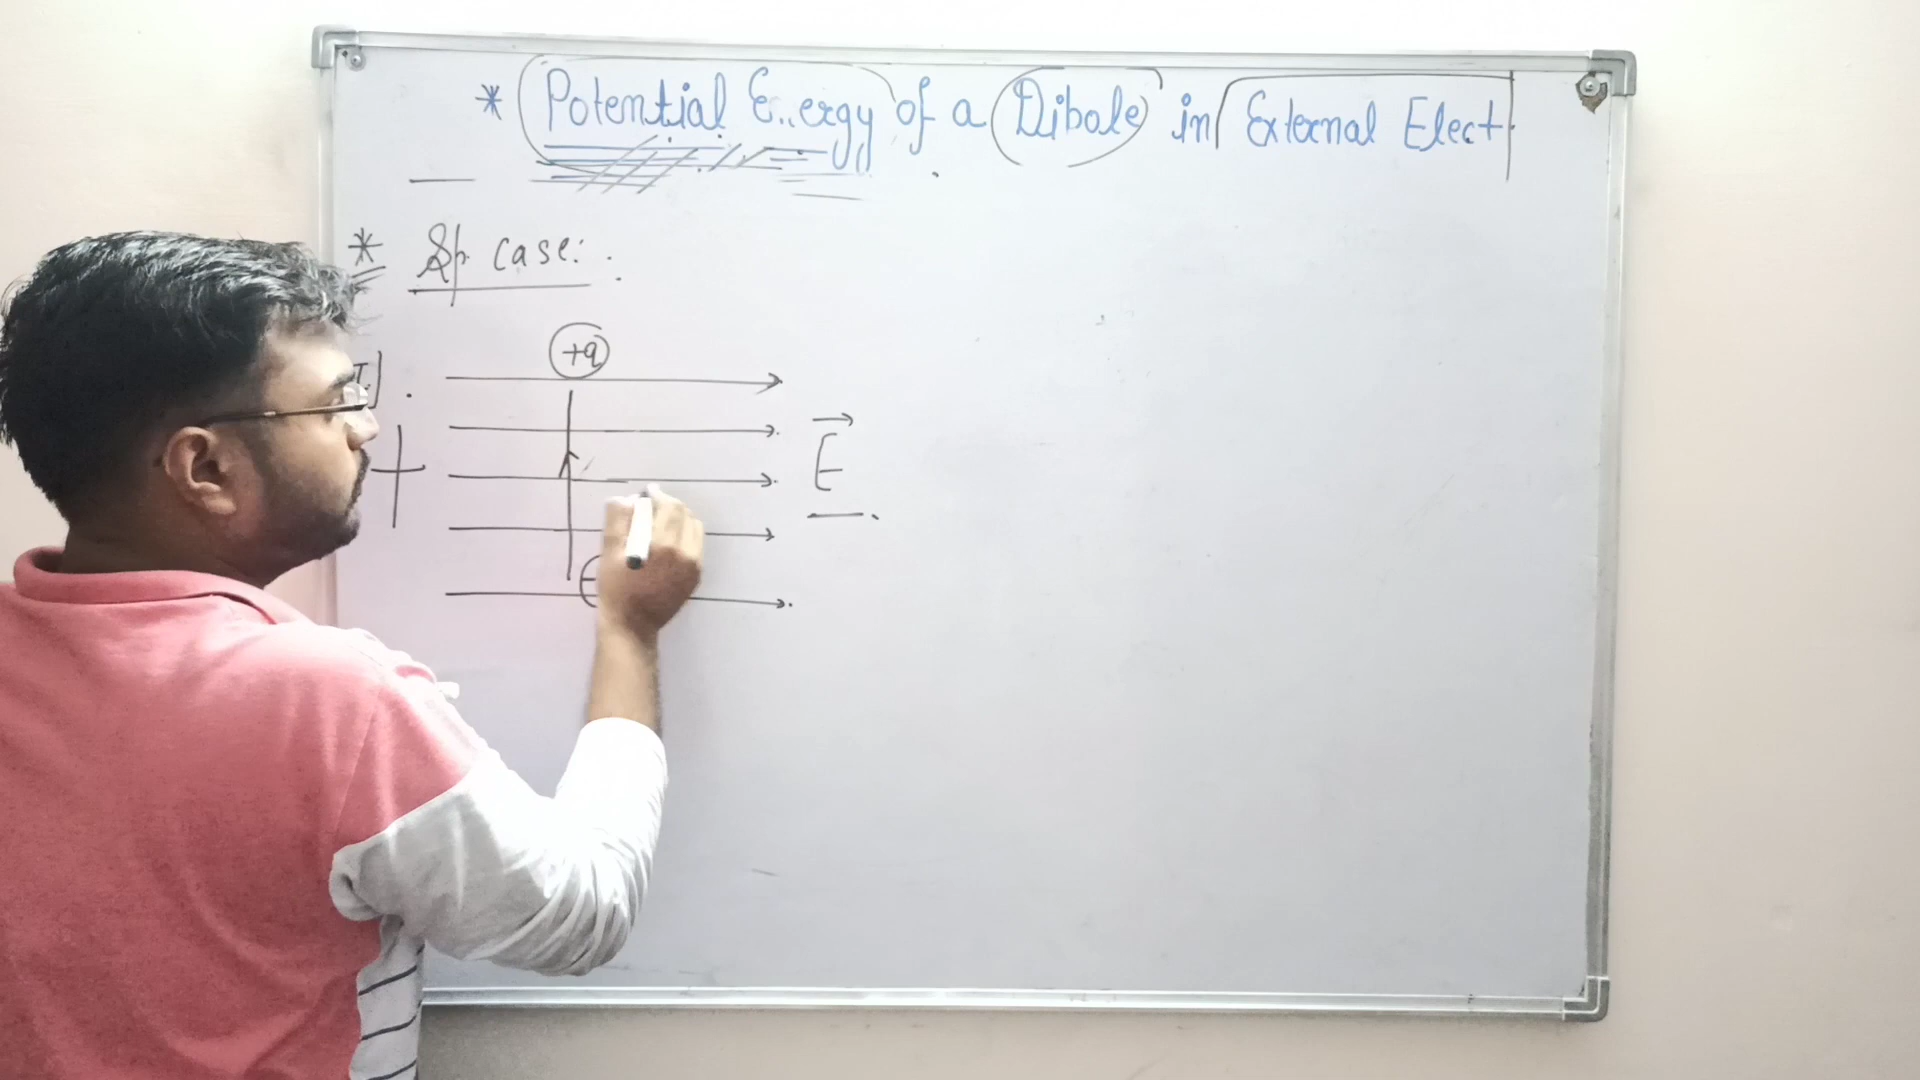 * Potential Energy of a Dibole in External Elect
* Sp. case:
I].
+q
+
E